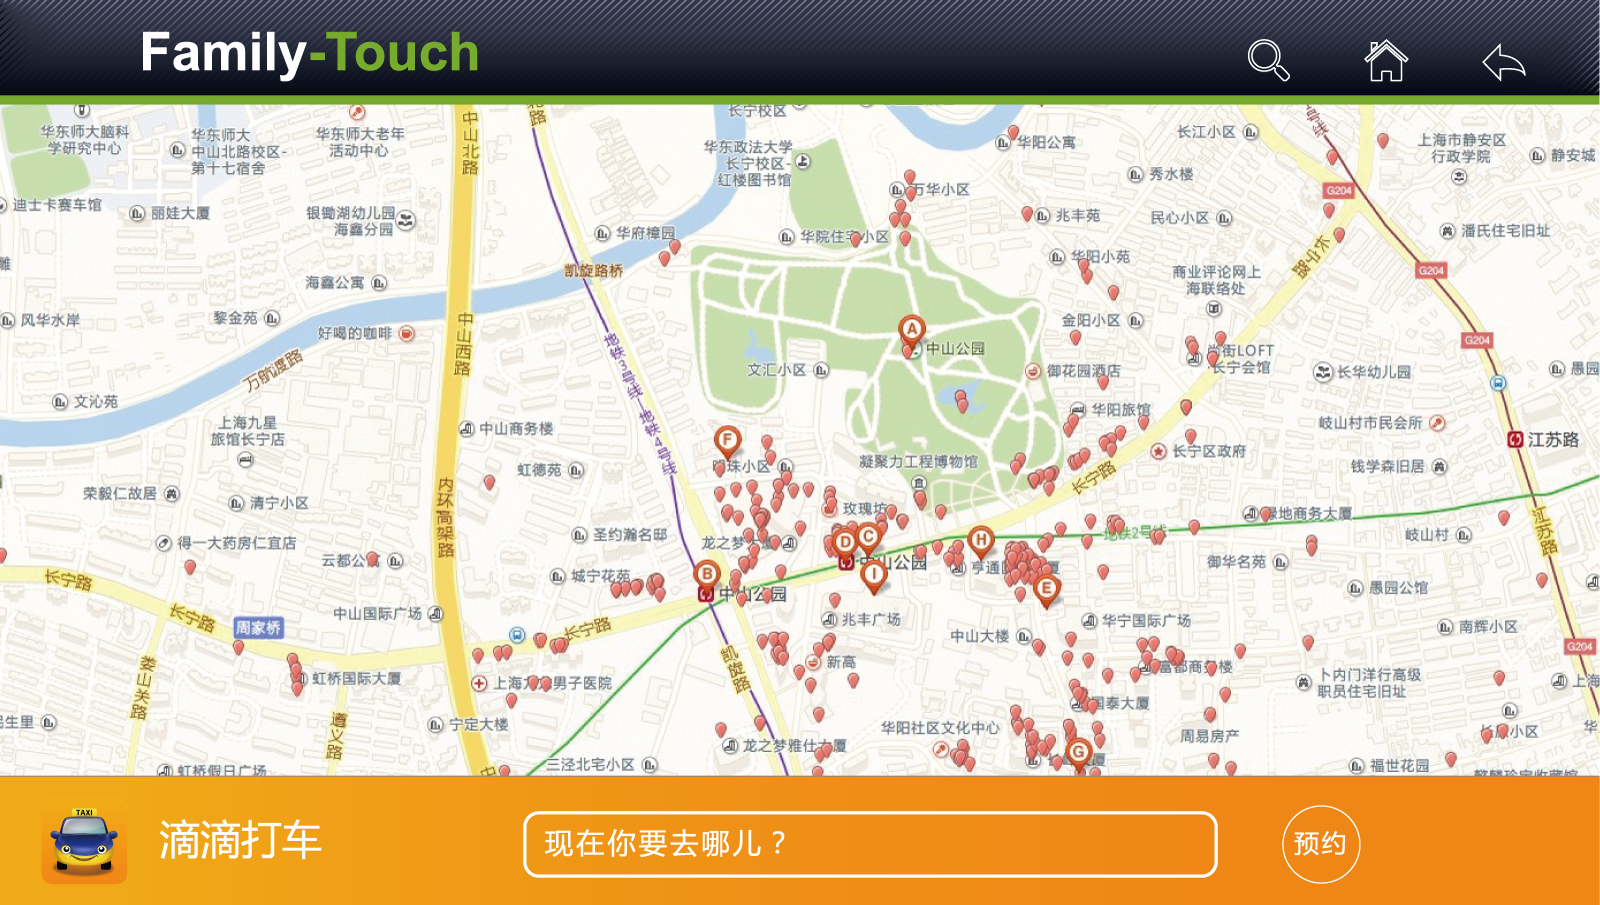 Family-Touch
长宁校区
华东师大脑科
学研究中心
华东师大
中山北路校区-
第十七宿舍
华东师大老年
活动中心
中山北路
华东政法大学
长宁校区-
红楼图书馆
华阳公寓
长江小区
上海市静安区
行政学院
静安城
号线
秀水楼
G204
万华小区
迪士卡赛车馆
丽娃大厦
银锄湖幼儿园
海鑫分园
华府樟园
华院住宅小区
兆丰苑
民心小区
潘氏住宅旧址
长宁路
凯旋路桥
华阳小苑
商业评论网上
海联络处
G204
海鑫公寓
风华水岸
黎金苑
好喝的咖啡
中山西路
金阳小区
G204
A
中山公园
尚街LOFT
长宁会馆
地铁3号线
地铁4号线
万航渡路
文汇小区
御花园酒店
长华幼儿园
愚园
文沁苑
上海九星
旅馆长宁店
中山商务楼
华阳旅馆
岐山村市民会所
江苏路
F
明珠小区
虹德苑
凝聚力工程博物馆
长宁区政府
长宁路
钱学森旧居
荣毅仁故居
清宁小区
内环高架路
玫瑰坊
绿地商务大厦
圣约瀚名邸
地铁2号线
岐山村
江苏路
得一大药房仁宜店
龙之梦
D
C
H
云都公寓
中山公园
御华名苑
城宁花苑
B
I
E
愚园公馆
长宁路
中山公园
长宁路
中山国际广场
兆丰广场
华宁国际广场
周家桥
长宁路
中山大楼
南辉小区
G204
娄山关路
凯旋路
新高
富都商务楼
虹桥国际大厦
男子医院
卜内门洋行高级
职员住宅旧址
上海
生里
遵义路
宁定大楼
国泰大厦
华阳社区文化中心
周易房产
龙之梦雅仕大厦
G
虹桥假日广场
三泾北宅小区
福世花园
TAXI
滴滴打车
现在你要去哪儿？
预约